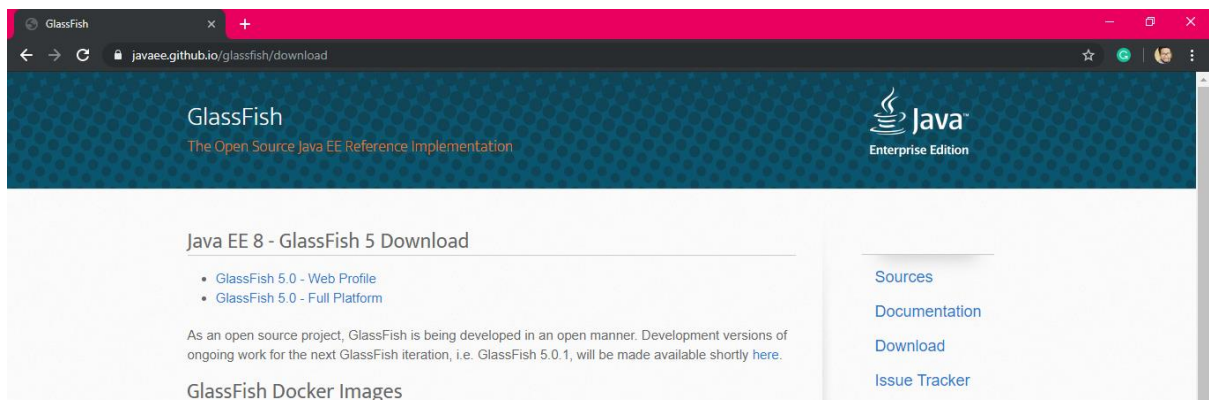 GlassFish
javaee.github.io/glassfish/download
GlassFish
The Open Source Java EE Reference Implementation
Java™
Enterprise Edition
Java EE 8 - GlassFish 5 Download
GlassFish 5.0 - Web Profile
GlassFish 5.0 - Full Platform
As an open source project, GlassFish is being developed in an open manner. Development versions of
ongoing work for the next GlassFish iteration, i.e. GlassFish 5.0.1, will be made available shortly here.
GlassFish Docker Images
Sources
Documentation
Download
Issue Tracker